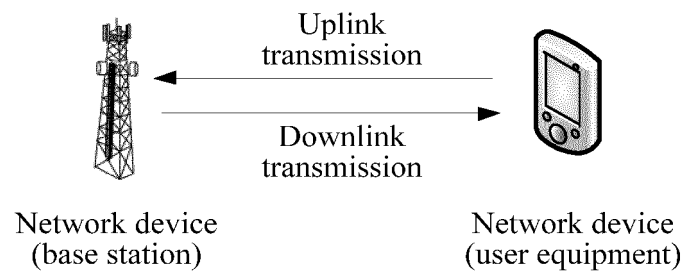 Uplink
transmission
Downlink
transmission
Network device
(base station)
Network device
(user equipment)